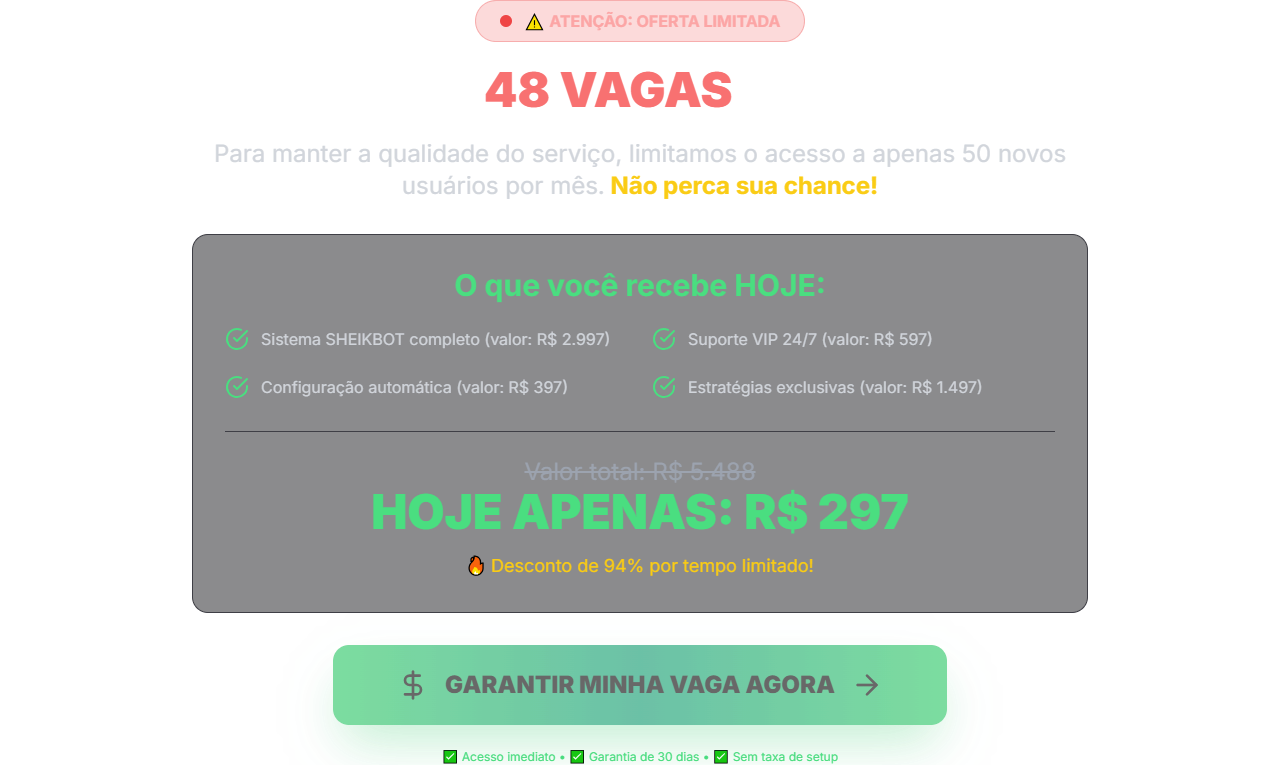 ⚠️ ATENÇÃO: OFERTA LIMITADA
48 VAGAS
Para manter a qualidade do serviço, limitamos o acesso a apenas 50 novos
usuários por mês. Não perca sua chance!
O que você recebe HOJE:
Sistema SHEIKBOT completo (valor: R$ 2.997)
Suporte VIP 24/7 (valor: R$ 597)
Configuração automática (valor: R$ 397)
Estratégias exclusivas (valor: R$ 1.497)
Valor total: R$ 5.488
HOJE APENAS: R$ 297
🔥 Desconto de 94% por tempo limitado!
$ GARANTIR MINHA VAGA AGORA →
✅ Acesso imediato • ✅ Garantia de 30 dias • ✅ Sem taxa de setup